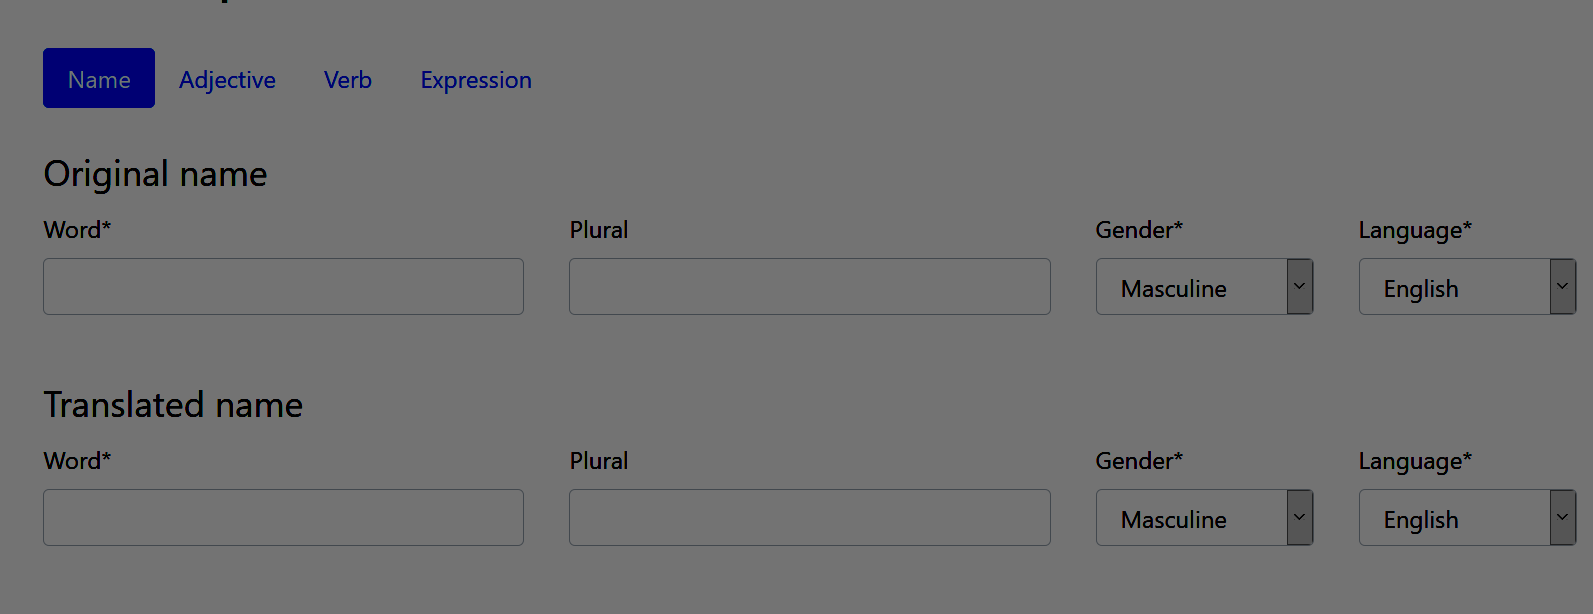 Name Adjective Verb Expression
Original name
Word* Plural Gender* Language*
Masculine English
Translated name
Word* Plural Gender* Language*
Masculine English